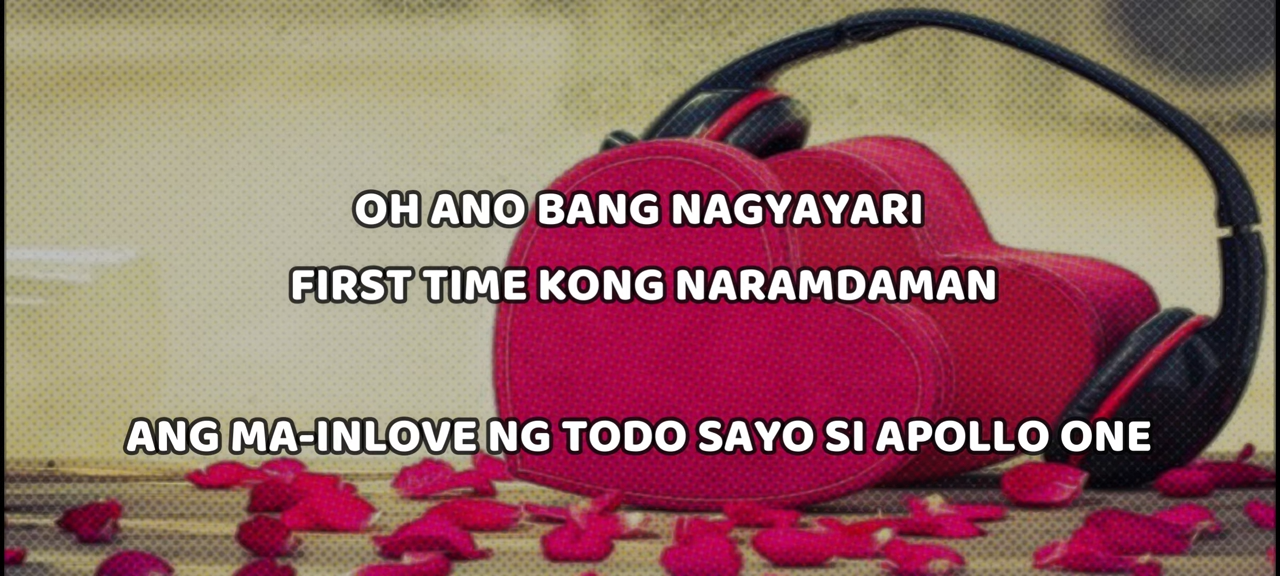 OH ANO BANG NAGYAYARI
FIRST TIME KONG NARAMDAMAN
ANG MA-INLOVE NG TODO SAYO SI APOLLO ONE